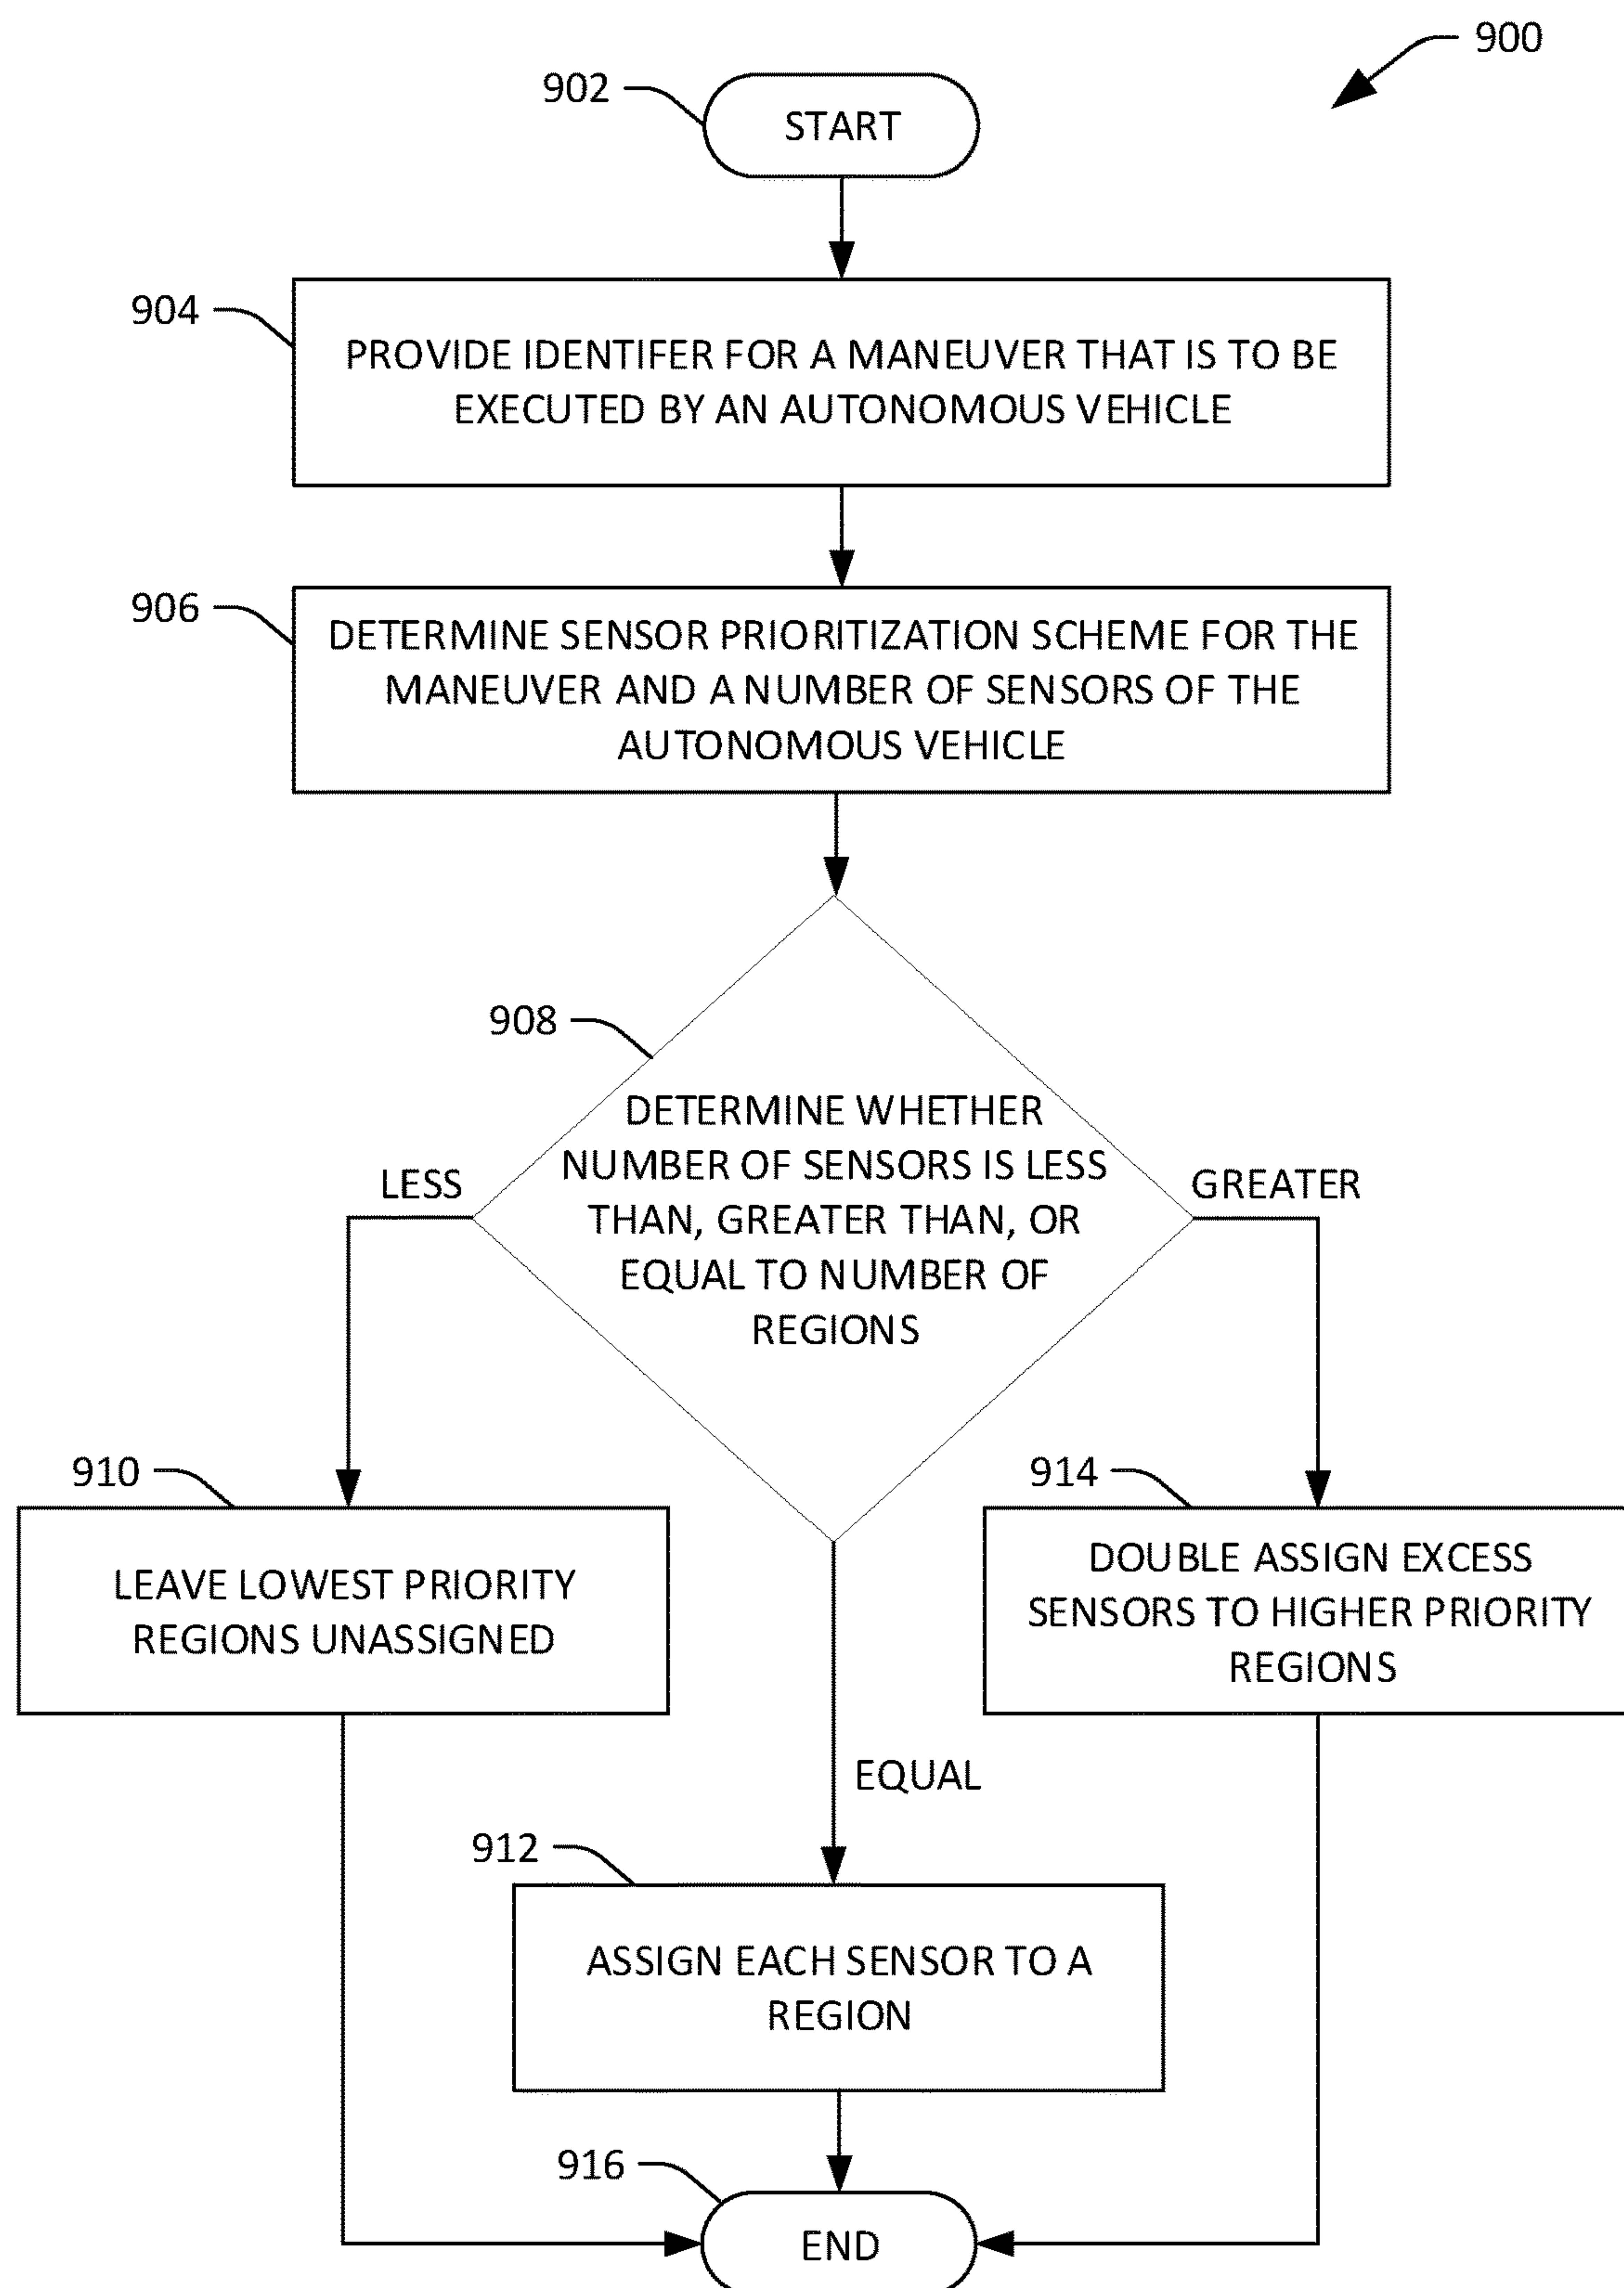 900
902
START
904
PROVIDE IDENTIFER FOR A MANEUVER THAT IS TO BE
EXECUTED BY AN AUTONOMOUS VEHICLE
906
DETERMINE SENSOR PRIORITIZATION SCHEME FOR THE
MANEUVER AND A NUMBER OF SENSORS OF THE
AUTONOMOUS VEHICLE
908
DETERMINE WHETHER
NUMBER OF SENSORS IS LESS
THAN, GREATER THAN, OR
EQUAL TO NUMBER OF
REGIONS
LESS
GREATER
910
LEAVE LOWEST PRIORITY
REGIONS UNASSIGNED
914
DOUBLE ASSIGN EXCESS
SENSORS TO HIGHER PRIORITY
REGIONS
EQUAL
912
ASSIGN EACH SENSOR TO A
REGION
916
END